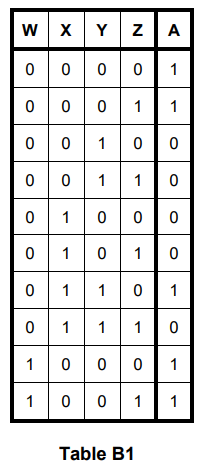 W X Y Z A
0 0 0 0 1
0 0 0 1 1
0 0 1 0 0
0 0 1 1 0
0 1 0 0 0
0 1 0 1 0
0 1 1 0 1
0 1 1 1 0
1 0 0 0 1
1 0 0 1 1
Table B1